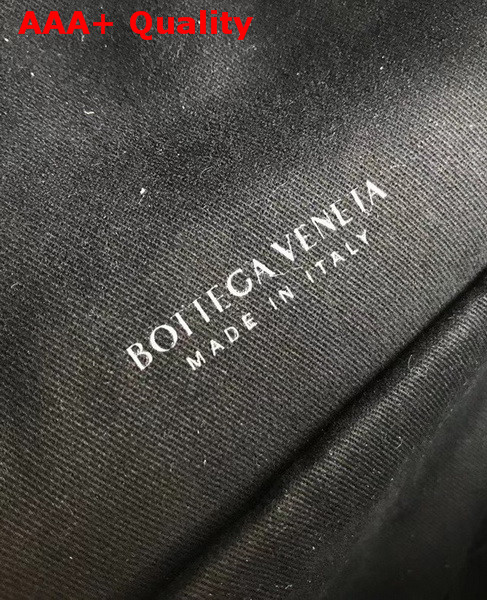 AAA+ Quality
BOTTEGA VENETA
MADE IN ITALY